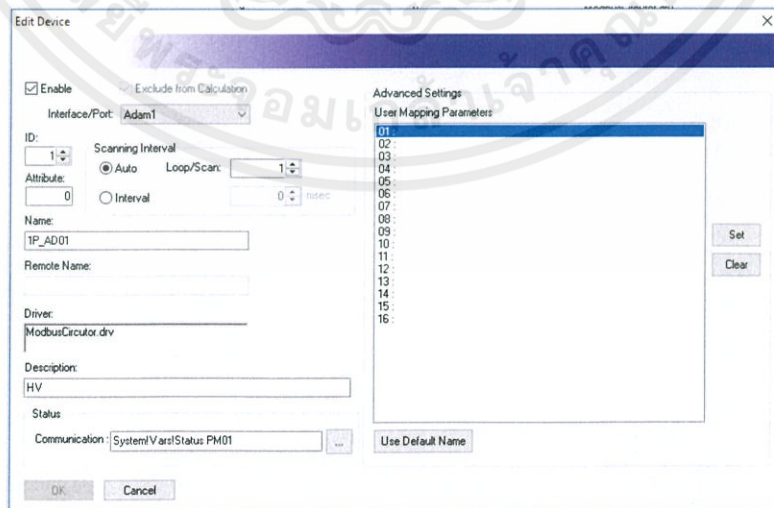 Edit Device
Enable
Exclude from Calculation
Interface/Port: Adam1
ID:
1
Scanning Interval
Auto
Loop/Scan: 1
Attribute:
0
Interval
0 msec
Name:
1P_AD01
Remote Name:
Driver:
ModbusCircutor.drv
Description:
HV
Status
Communication : System!Vars!Status PM01
...
OK
Cancel
Advanced Settings
User Mapping Parameters
01 :
02 :
03 :
04 :
05 :
06 :
07 :
08 :
09 :
10 :
11 :
12 :
13 :
14 :
15 :
16 :
Set
Clear
Use Default Name